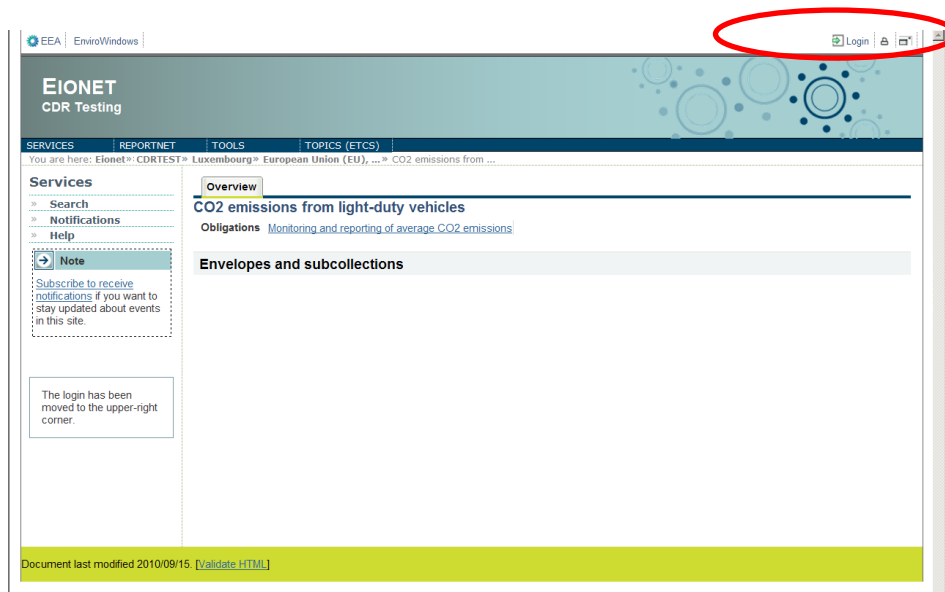 EEA EnviroWindows Login
EIONET
CDR Testing
SERVICES REPORTNET TOOLS TOPICS (ETCS)
You are here: Eionet» CDRTEST» Luxembourg» European Union (EU), ...» CO2 emissions from ...
Services
» Search
» Notifications
» Help
Note
Subscribe to receive
notifications if you want to
stay updated about events
in this site.
The login has been
moved to the upper-right
corner.
Overview
CO2 emissions from light-duty vehicles
Obligations Monitoring and reporting of average CO2 emissions
Envelopes and subcollections
Document last modified 2010/09/15. [Validate HTML]